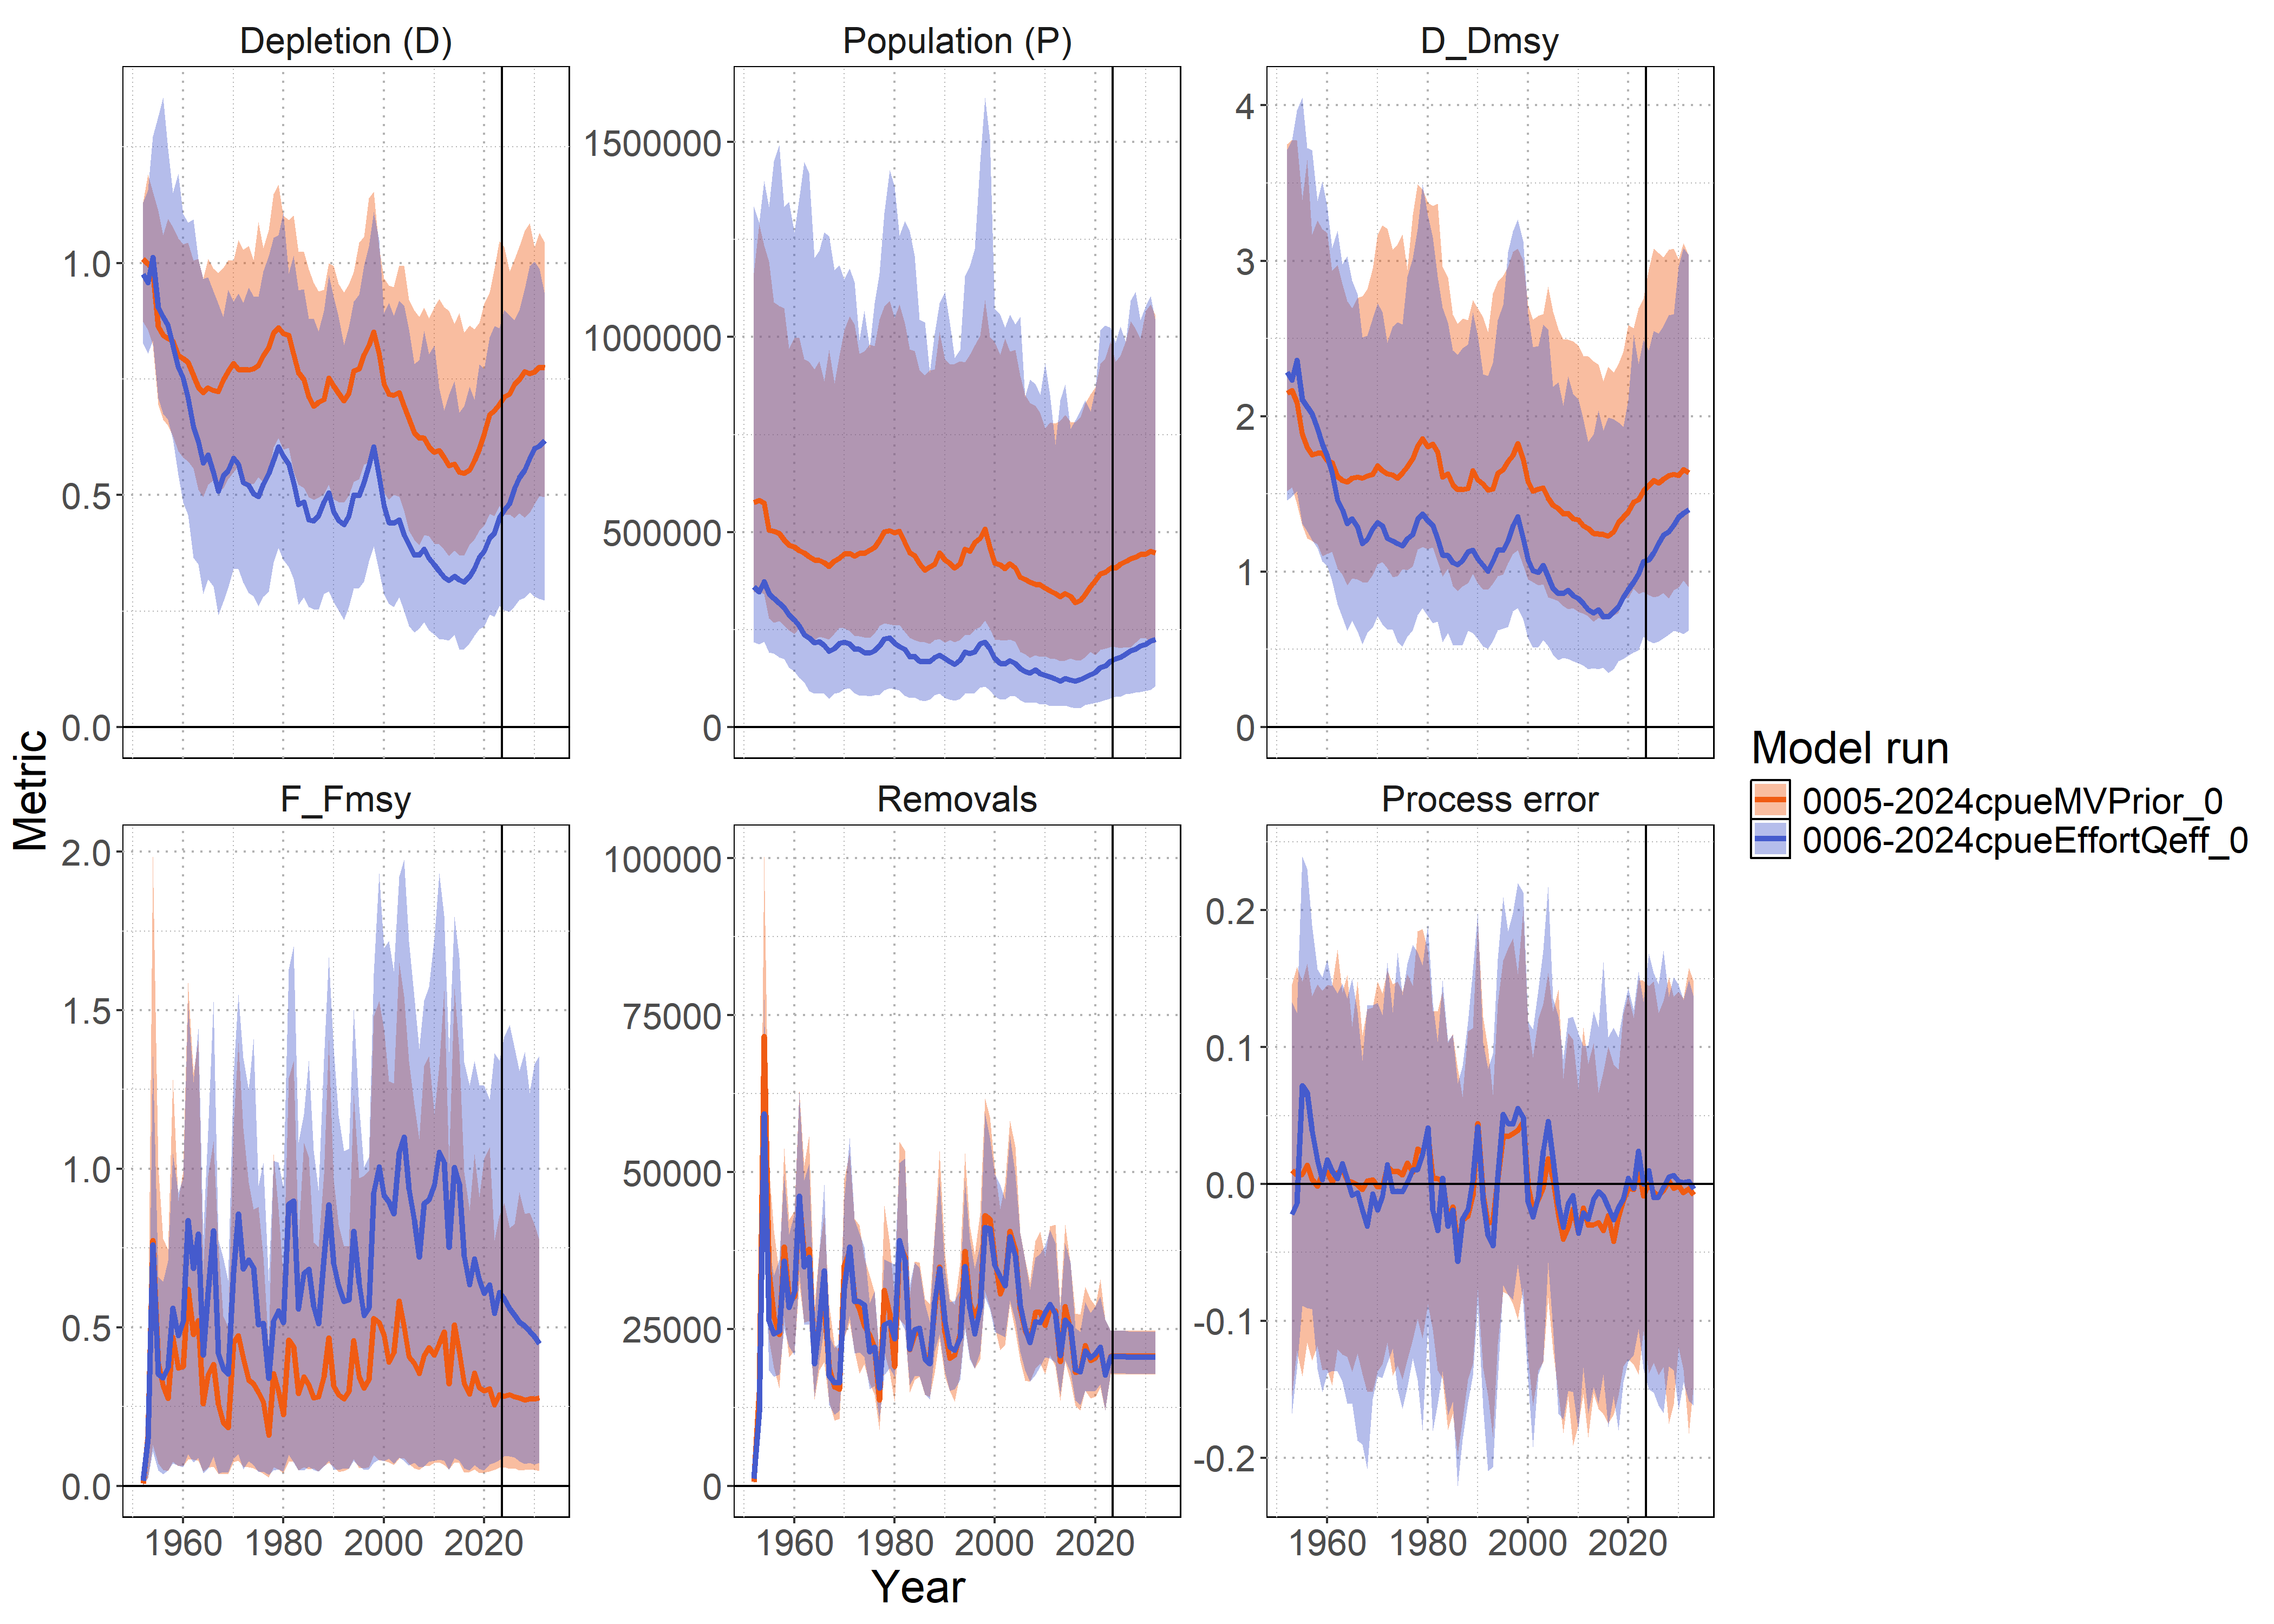 Depletion (D)
Population (P)
D_Dmsy
1.0
0.5
0.0
1500000
1000000
500000
0
4
3
2
1
0
Metric
F_Fmsy
Removals
Process error
2.0
1.5
1.0
0.5
0.0
100000
75000
50000
25000
0
0.2
0.1
0.0
-0.1
-0.2
1960 1980 2000 2020
1960 1980 2000 2020
1960 1980 2000 2020
Year
Model run
0005-2024cpueMVPrior_0
0006-2024cpueEffortQeff_0